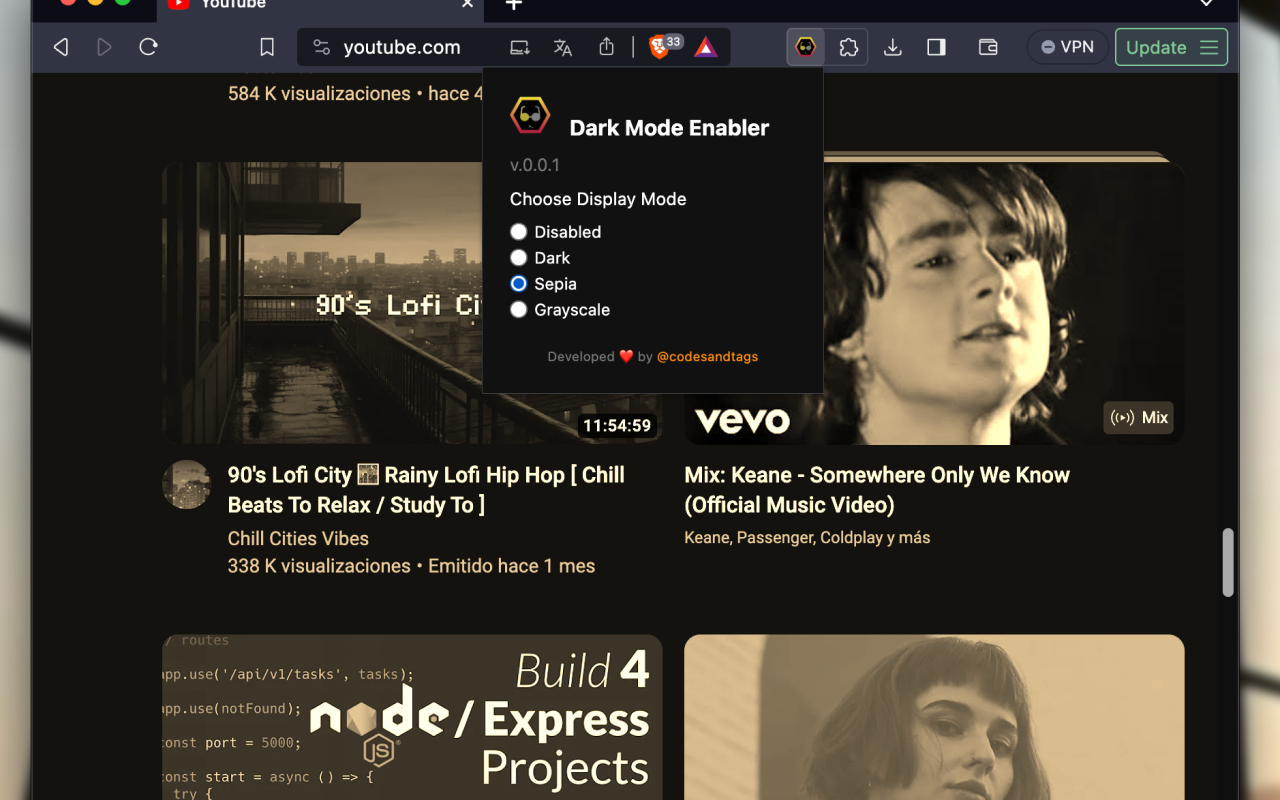 YouTube
youtube.com
33
VPN
Update
584 K visualizaciones • hace 4
Dark Mode Enabler
v.0.0.1
Choose Display Mode
Disabled
Dark
Sepia
Grayscale
Developed ❤️ by @codesandtags
90's Lofi Ci
11:54:59
vevo
Mix
90's Lofi City 🌃 Rainy Lofi Hip Hop [ Chill
Beats To Relax / Study To ]
Chill Cities Vibes
338 K visualizaciones • Emitido hace 1 mes
Mix: Keane - Somewhere Only We Know
(Official Music Video)
Keane, Passenger, Coldplay y más
/ routes
app.use('/api/v1/tasks', tasks);
app.use(notFound);
const port = 5000;
const start = async () => {
try {
Build 4
node / Express
JS
Projects